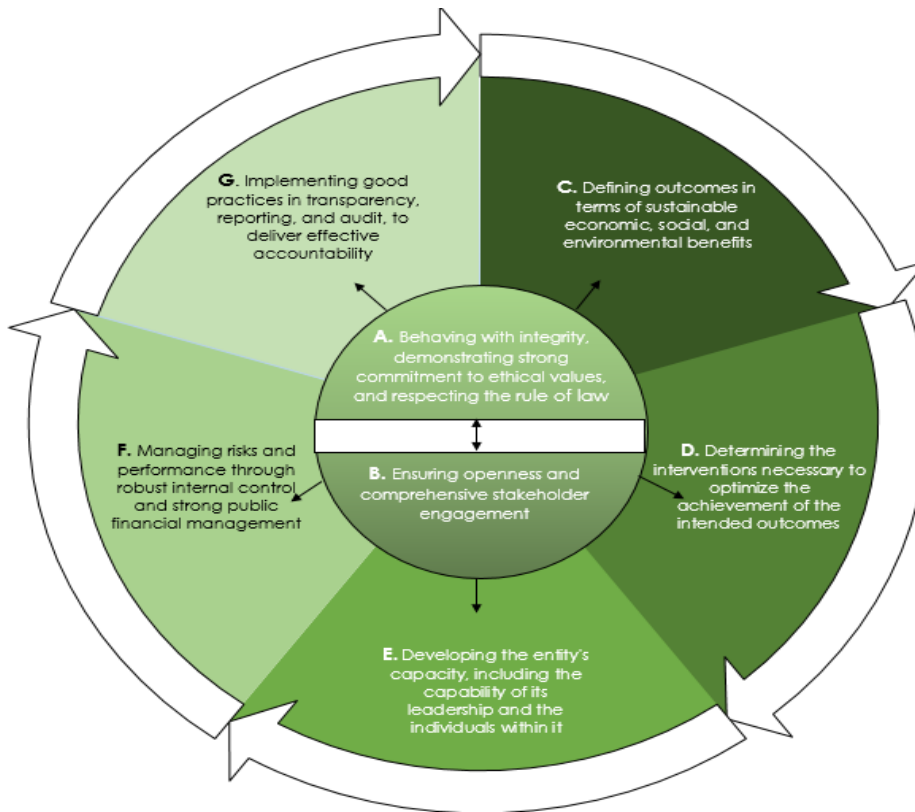 G. Implementing good
practices in transparency,
reporting, and audit, to
deliver effective
accountability
C. Defining outcomes in
terms of sustainable
economic, social, and
environmental benefits
A. Behaving with integrity,
demonstrating strong
commitment to ethical values,
and respecting the rule of law
F. Managing risks and
performance through
robust internal control
and strong public
financial management
B. Ensuring openness and
comprehensive stakeholder
engagement
D. Determining the
interventions necessary to
optimize the
achievement of the
intended outcomes
E. Developing the entity's
capacity, including the
capability of its
leadership and the
individuals within it